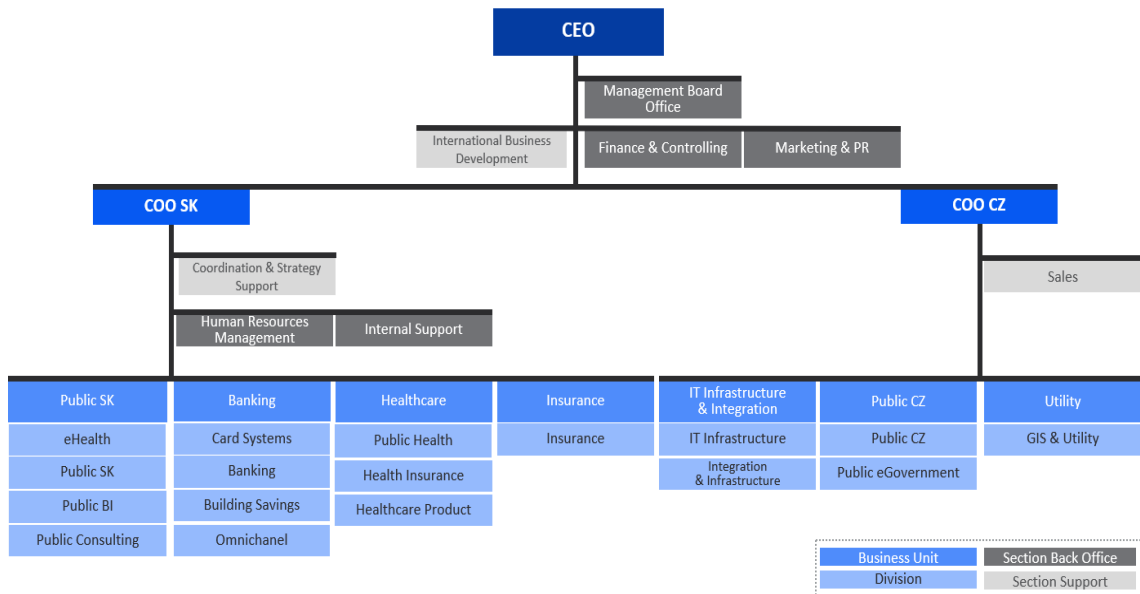 CEO
Management Board
Office
International Business
Development
Finance & Controlling
Marketing & PR
COO SK
COO CZ
Coordination & Strategy
Support
Sales
Human Resources
Management
Internal Support
Public SK
Banking
Healthcare
Insurance
IT Infrastructure
& Integration
Public CZ
Utility
eHealth
Card Systems
Public Health
Insurance
IT Infrastructure
Public CZ
GIS & Utility
Public SK
Banking
Health Insurance
Integration
& Infrastructure
Public eGovernment
Public BI
Building Savings
Healthcare Product
Public Consulting
Omnichanel
Business Unit
Section Back Office
Division
Section Support